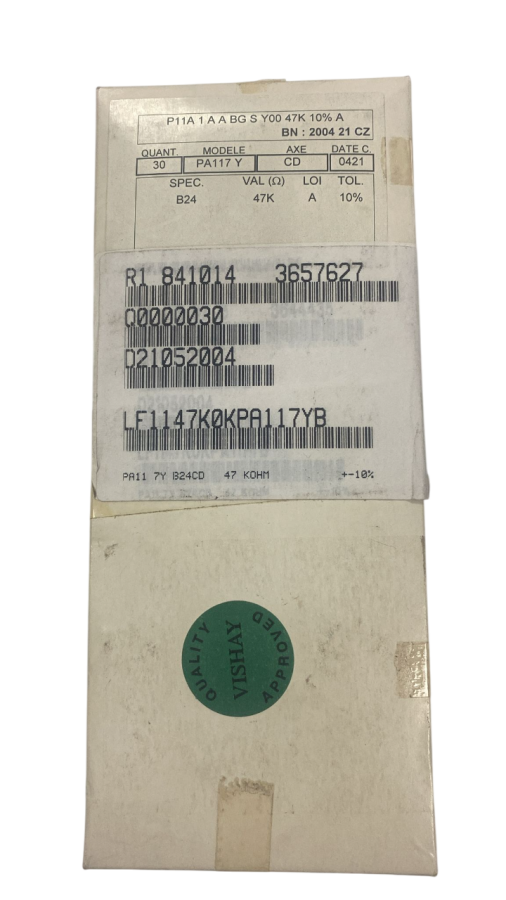 P11A 1 A A BG S Y00 47K 10% A
BN : 2004 21 CZ
QUANT. MODELE AXE DATE C.
30 PA117 Y CD 0421
SPEC. VAL (Ω) LOI TOL.
B24 47K A 10%
R1 841014 3657627
Q0000030
D21052004
LF1147K0KPA117YB
PA11 7Y B24CD 47 KOHM +-10%
QUALITY
VISHAY
APPROVED